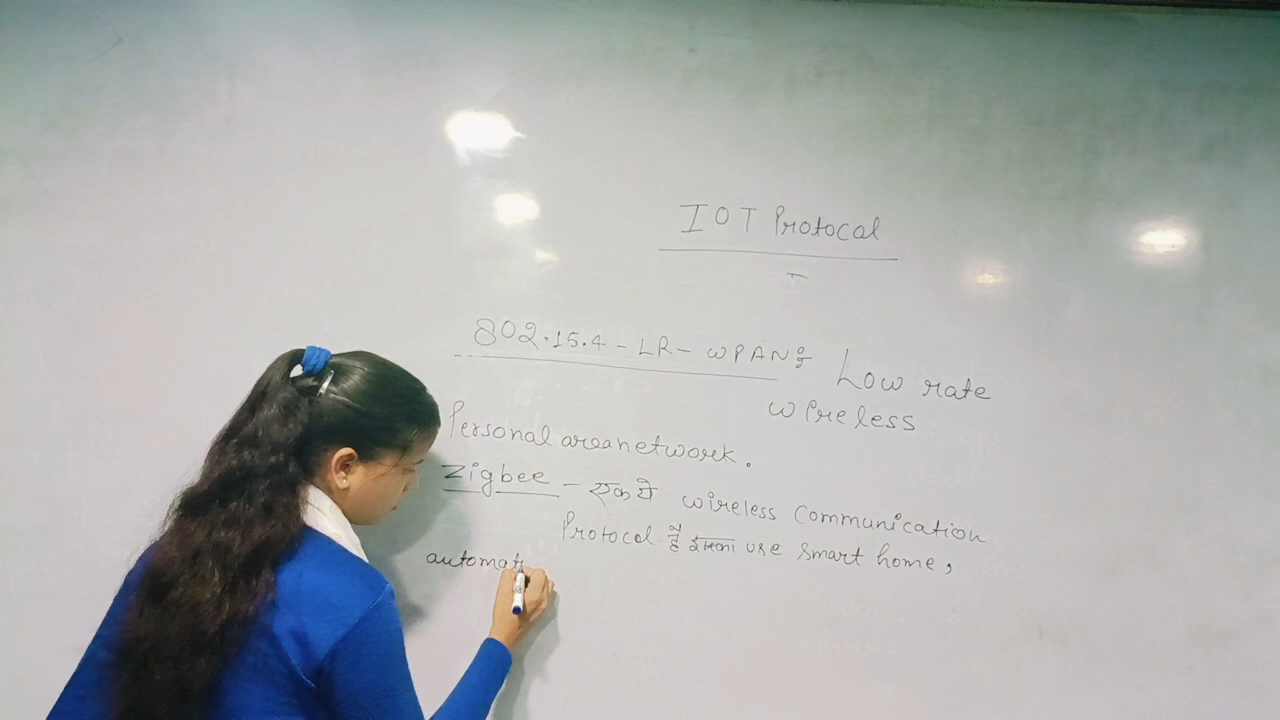 IOT Protocal
802.15.4 - LR - WPAN :- Low rate
wireless
Personal area network.
Zigbee - एक ये wireless communication
Protocol है इसका use smart home,
automati